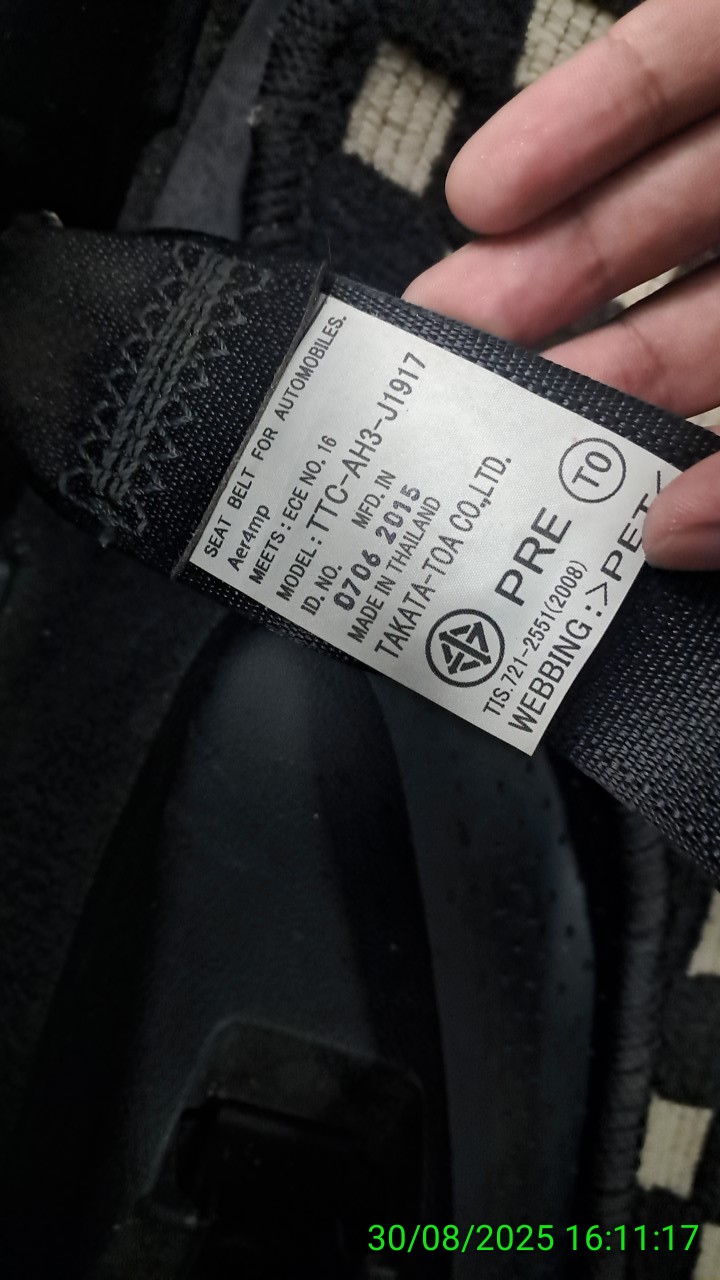 SEAT BELT FOR AUTOMOBILES.
Aer4mp
MEETS : ECE NO. 16
MODEL : TTC-AH3-J1917
ID. NO. MFD. IN
0706 2015
MADE IN THAILAND
TAKATA-TOA CO.,LTD.
PRE TO
TIS.721-2551(2008)
WEBBING : >PET<
30/08/2025 16:11:17